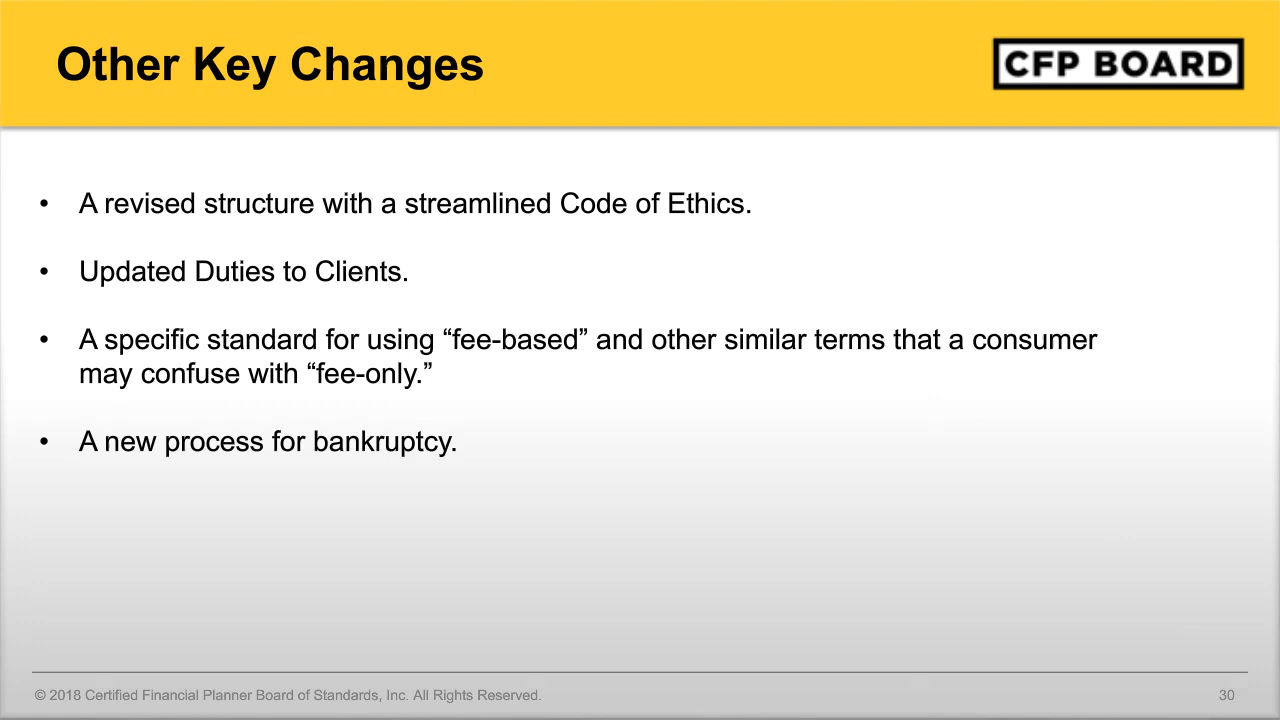 Other Key Changes
CFP BOARD
• A revised structure with a streamlined Code of Ethics.
• Updated Duties to Clients.
• A specific standard for using “fee-based” and other similar terms that a consumer
may confuse with “fee-only.”
• A new process for bankruptcy.
© 2018 Certified Financial Planner Board of Standards, Inc. All Rights Reserved.
30